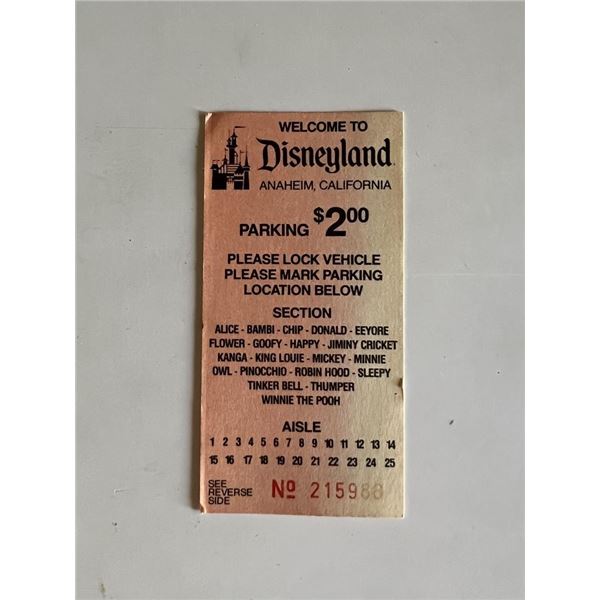 WELCOME TO
Disneyland
ANAHEIM, CALIFORNIA
PARKING $2.00
PLEASE LOCK VEHICLE
PLEASE MARK PARKING
LOCATION BELOW
SECTION
ALICE - BAMBI - CHIP - DONALD - EEYORE
FLOWER - GOOFY - HAPPY - JIMINY CRICKET
KANGA - KING LOUIE - MICKEY - MINNIE
OWL - PINOCCHIO - ROBIN HOOD - SLEEPY
TINKER BELL - THUMPER
WINNIE THE POOH
AISLE
1 2 3 4 5 6 7 8 9 10 11 12 13 14
15 16 17 18 19 20 21 22 23 24 25
SEE
REVERSE
SIDE
No